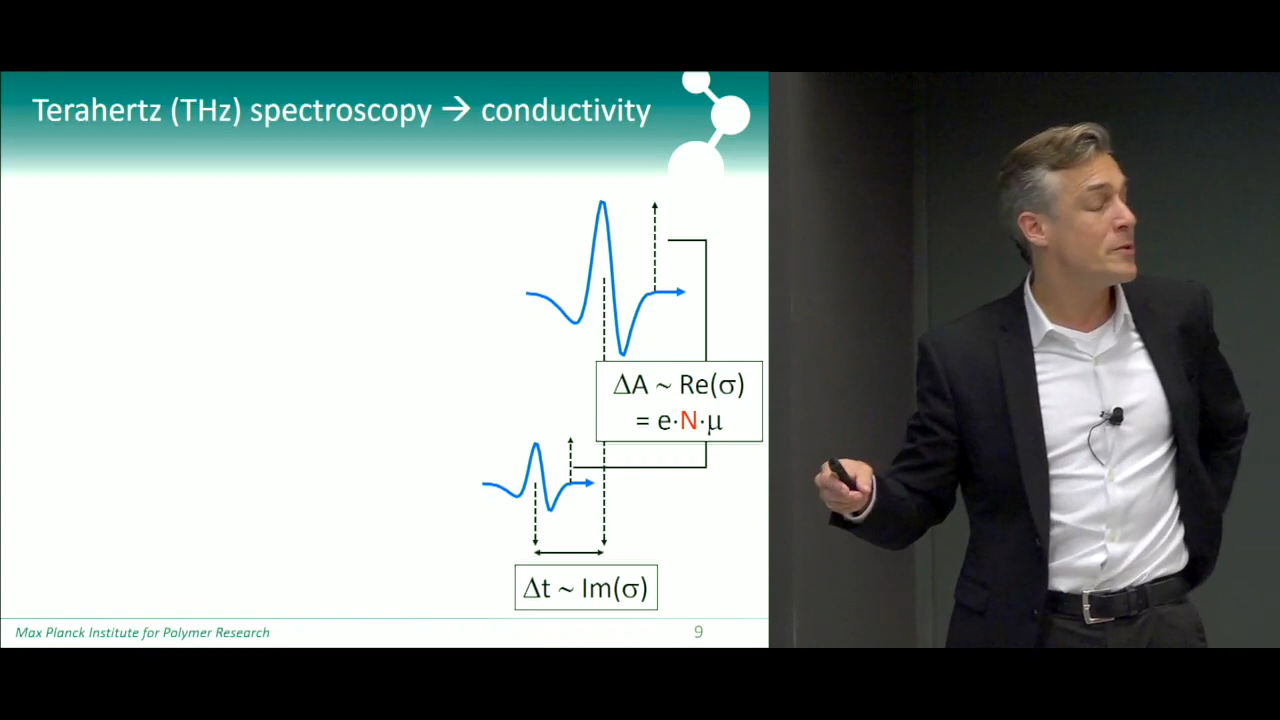 Terahertz (THz) spectroscopy → conductivity
ΔA ~ Re(σ)
= e·N·μ
Δt ~ Im(σ)
Max Planck Institute for Polymer Research
9